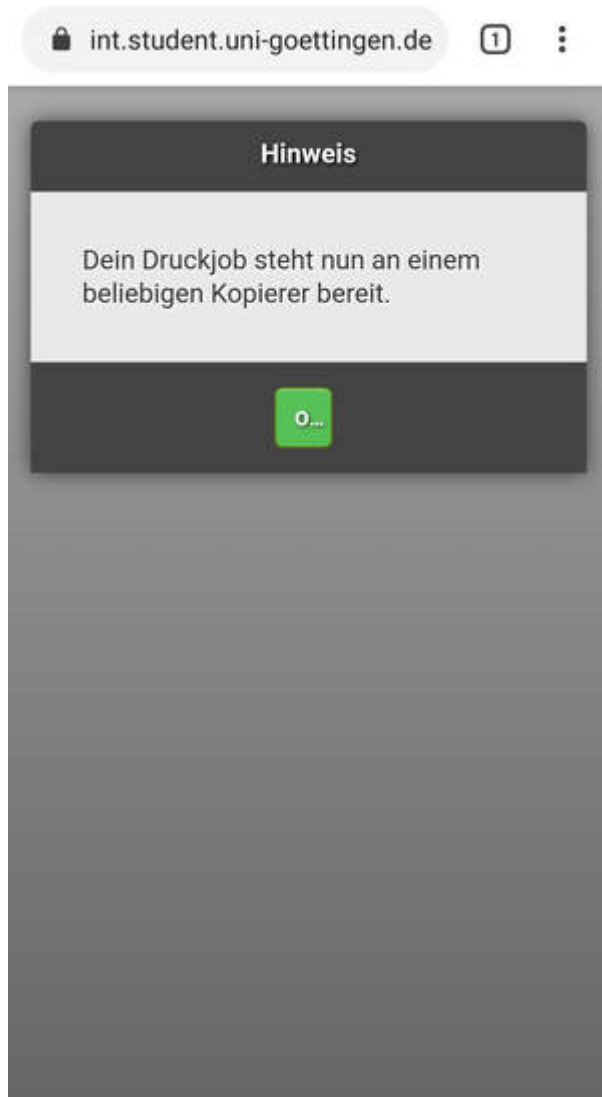 int.student.uni-goettingen.de
1
Hinweis
Dein Druckjob steht nun an einem
beliebigen Kopierer bereit.
O...